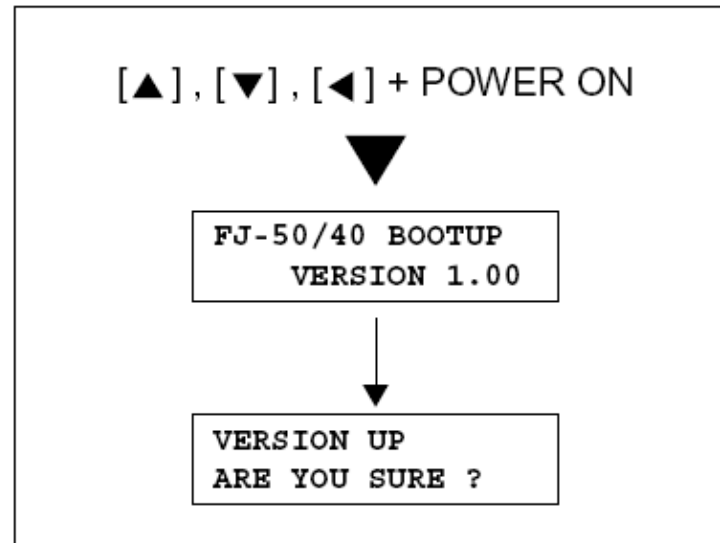 [▲] , [▼] , [◀] + POWER ON
FJ-50/40 BOOTUP
VERSION 1.00
VERSION UP
ARE YOU SURE ?